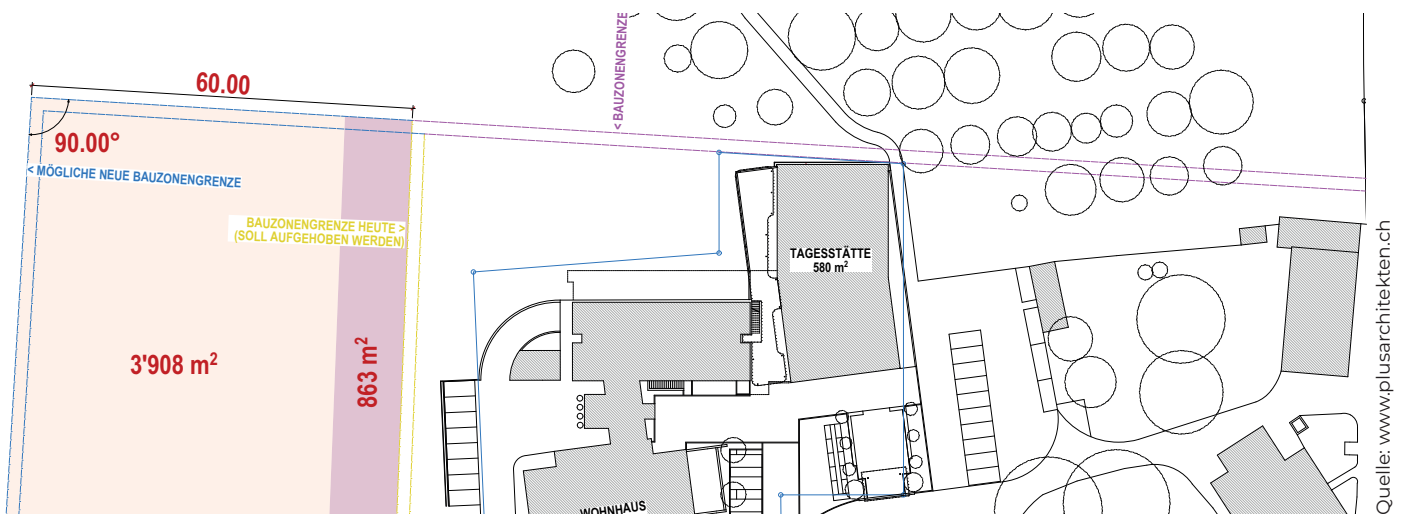 60.00
90.00°
< MÖGLICHE NEUE BAUZONENGRENZE
BAUZONENGRENZE HEUTE >
(SOLL AUFGEHOBEN WERDEN)
3'908 m²
863 m²
< BAUZONENGRENZE
TAGESSTÄTTE
580 m²
WOHNHAUS
Quelle: www.plusarchitekten.ch